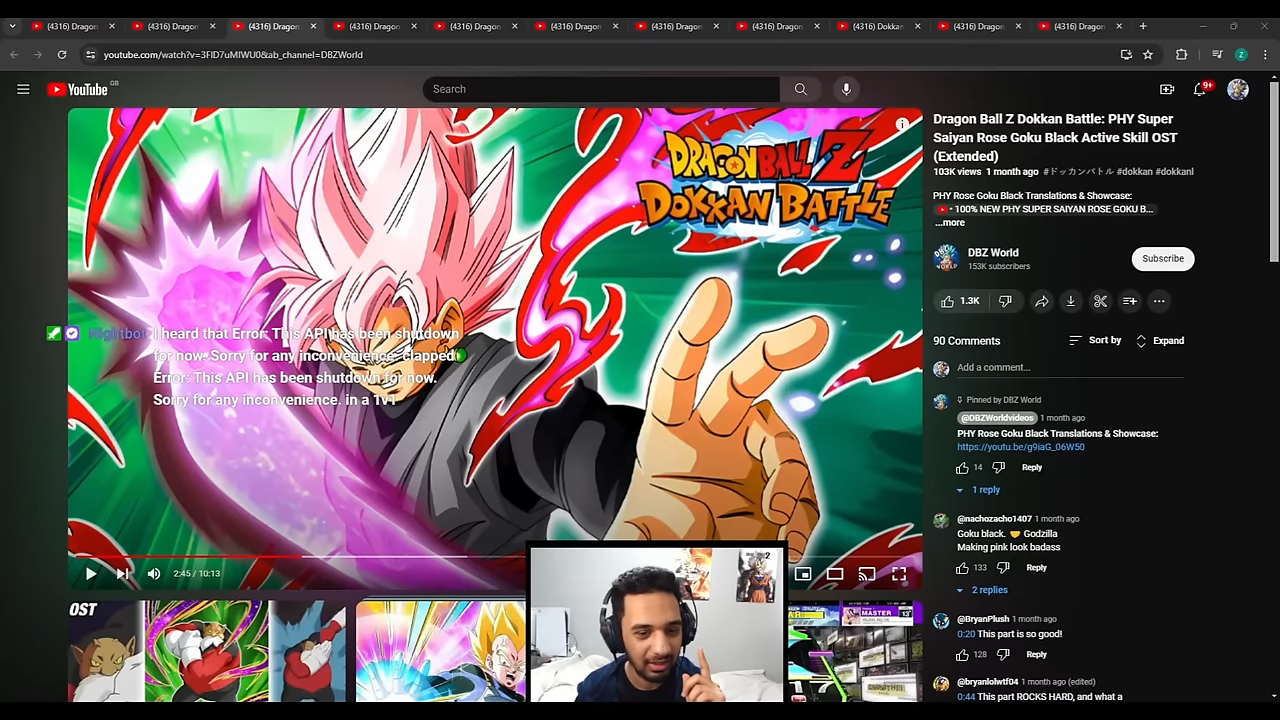 (4316) Dragon
(4316) Dragon
(4316) Dragon
(4316) Dragon
(4316) Dragon
(4316) Dragon
(4316) Dragon
(4316) Dragon
(4316) Dokkan
(4316) Dragon
(4316) Dragon
youtube.com/watch?v=3FlD7uMlWU0&ab_channel=DBZWorld
Z
YouTube GB
Search
9+
DRAGONBALL Z
DOKKAN BATTLE
Nightbot I heard that Error: This API has been shutdown
for now. Sorry for any inconvenience. clapped
Error: This API has been shutdown for now.
Sorry for any inconvenience. in a 1v1
2:45 / 10:13
OST
MASTER
13
2
Dragon Ball Z Dokkan Battle: PHY Super
Saiyan Rose Goku Black Active Skill OST
(Extended)
103K views 1 month ago #ドッカンバトル #dokkan #dokkanl
PHY Rose Goku Black Translations & Showcase:
• 100% NEW PHY SUPER SAIYAN ROSE GOKU B...
...more
DBZ World
153K subscribers
Subscribe
1.3K
90 Comments
Sort by
Expand
Add a comment...
Pinned by DBZ World
@DBZWorldvideos 1 month ago
PHY Rose Goku Black Translations & Showcase:
https://youtu.be/g9iaG_06W50
14 Reply
1 reply
@nachozacho1407 1 month ago
Goku black. 🤝 Godzilla
Making pink look badass
133 Reply
2 replies
@BryanPlush 1 month ago
0:20 This part is so good!
128 Reply
@bryanlolwtf04 1 month ago (edited)
0:44 This part ROCKS HARD, and what a